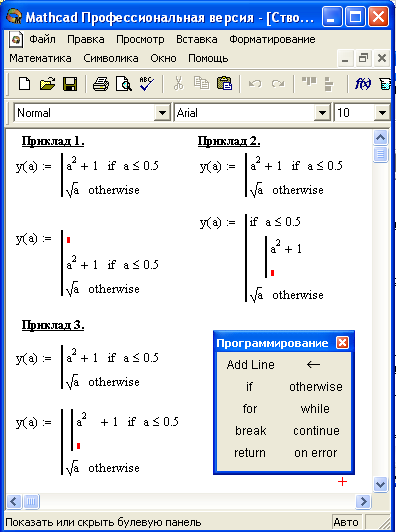 Mathcad Профессиональная версия - [Ство...
Файл Правка Просмотр Вставка Форматирование
Математика Символика Окно Помощь
ABC f(x)
Normal Arial 10
Приклад 1. Приклад 2.
y(a) := a² + 1 if a ≤ 0.5 y(a) := a² + 1 if a ≤ 0.5
√a otherwise √a otherwise
y(a) := y(a) := if a ≤ 0.5
a² + 1 if a ≤ 0.5 a² + 1
√a otherwise √a otherwise
Приклад 3.
y(a) := a² + 1 if a ≤ 0.5
√a otherwise
y(a) := a² + 1 if a ≤ 0.5
√a otherwise
Программирование
Add Line ←
if otherwise
for while
break continue
return on error
Показать или скрыть булевую панель Авто